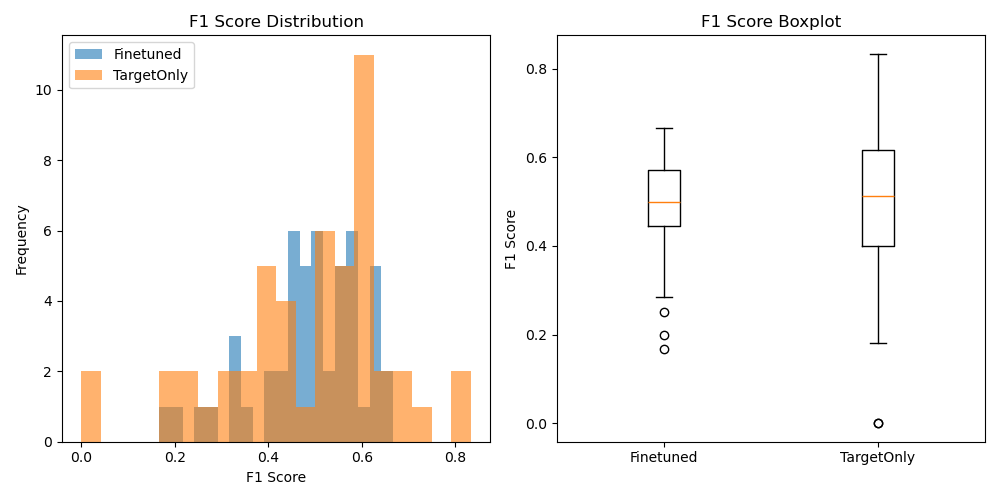 F1 Score Distribution
Finetuned
TargetOnly
Frequency
0
2
4
6
8
10
0.0
0.2
0.4
0.6
0.8
F1 Score
F1 Score Boxplot
F1 Score
0.0
0.2
0.4
0.6
0.8
Finetuned
TargetOnly